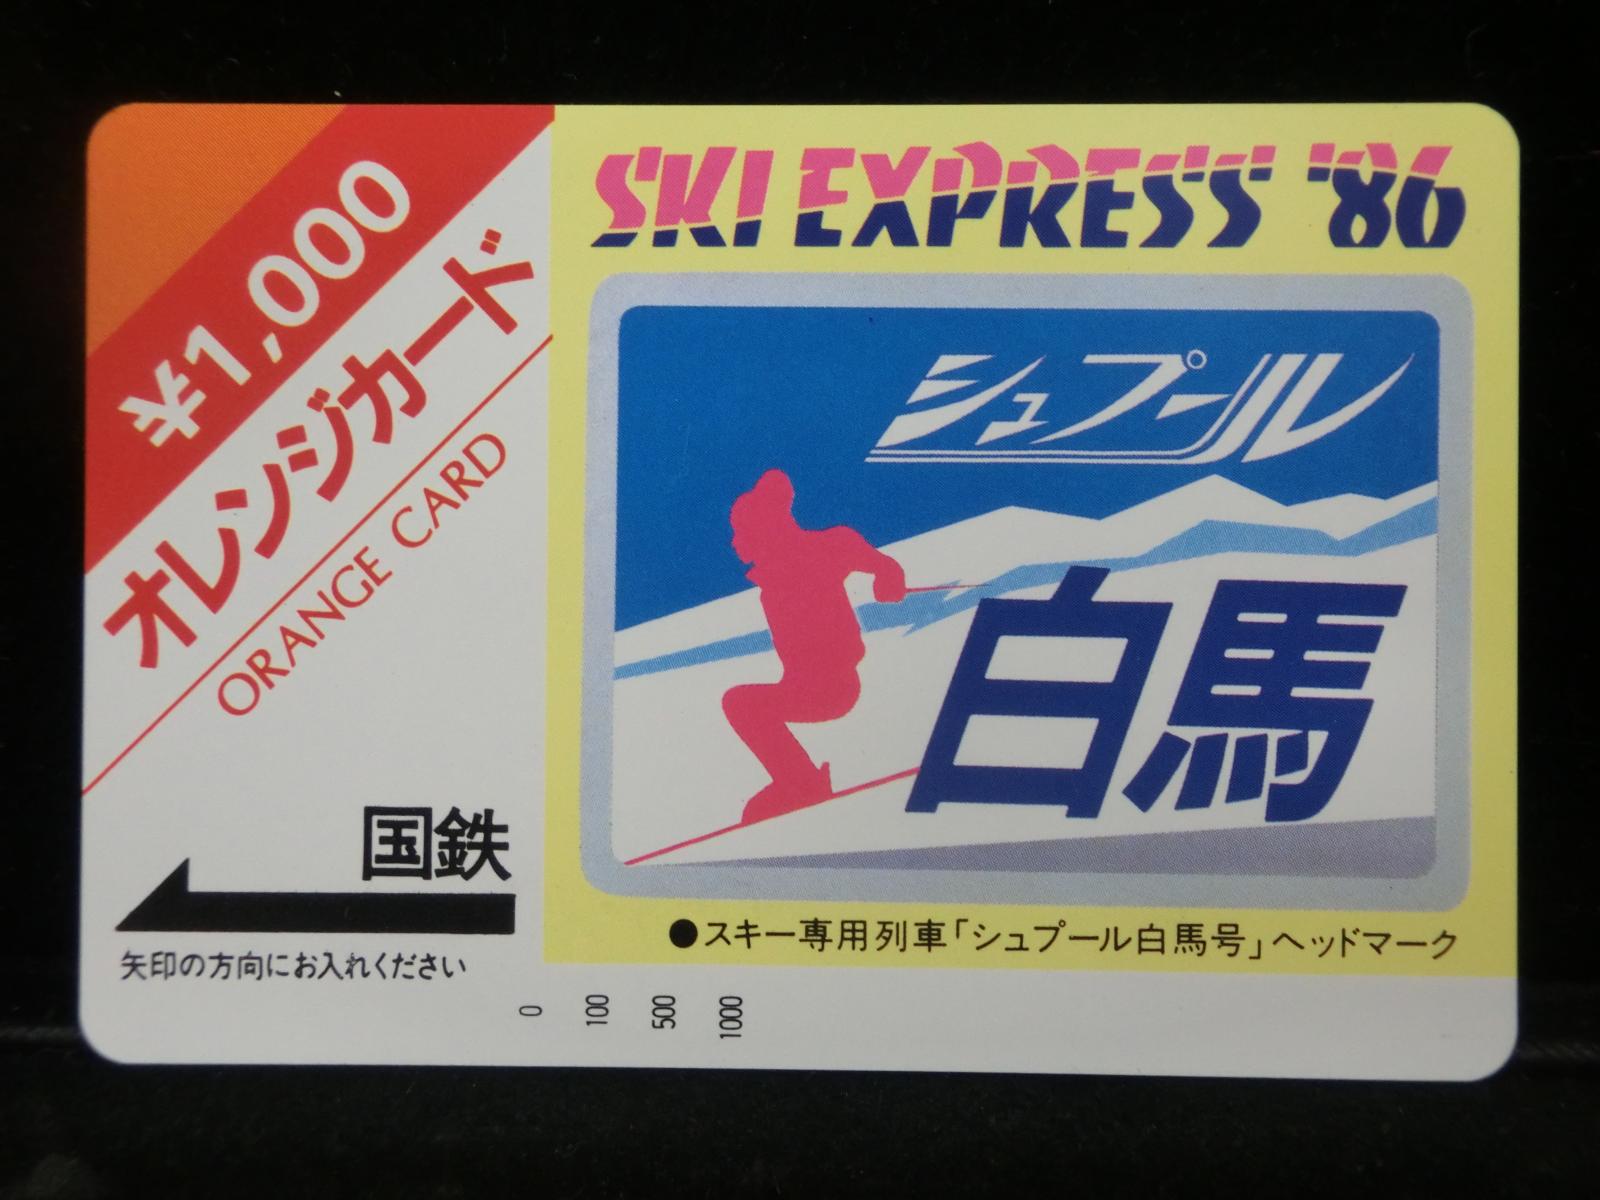 ¥1,000
オレンジカード
ORANGE CARD
国鉄
矢印の方向にお入れください
SKI EXPRESS '86
シュプール
白馬
●スキー専用列車「シュプール白馬号」ヘッドマーク
0 100 500 1000